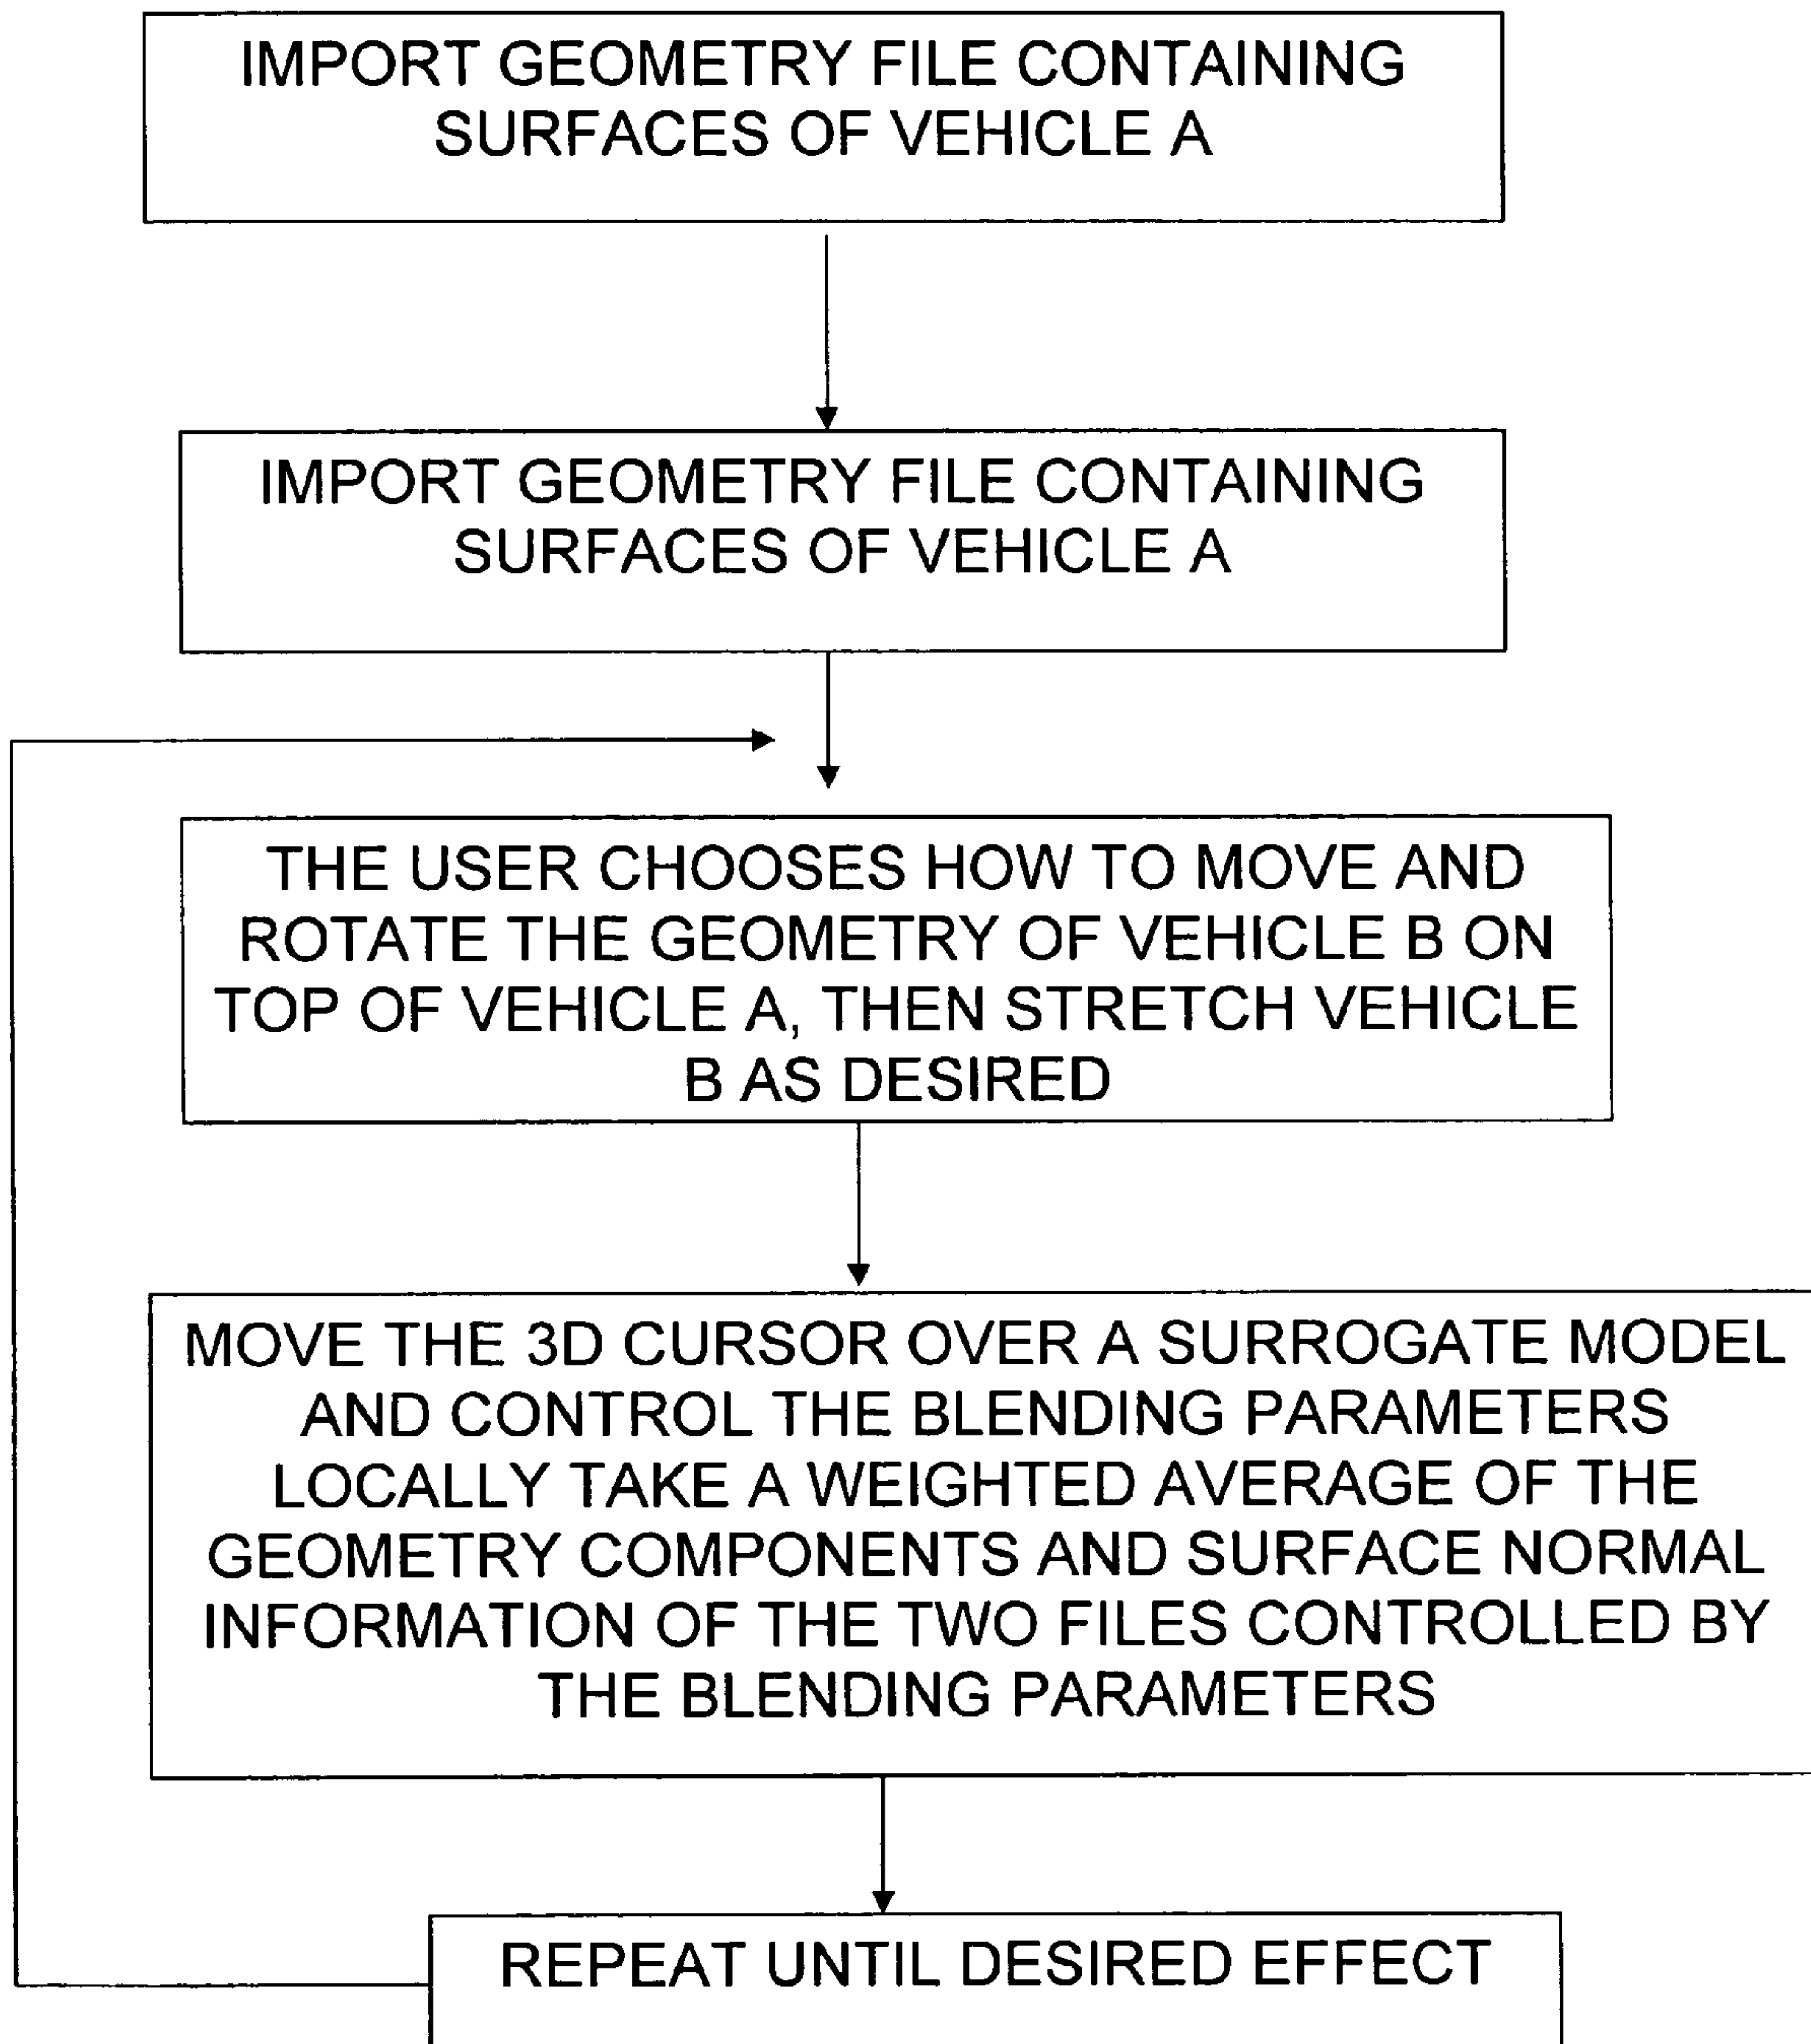 IMPORT GEOMETRY FILE CONTAINING
SURFACES OF VEHICLE A
IMPORT GEOMETRY FILE CONTAINING
SURFACES OF VEHICLE A
THE USER CHOOSES HOW TO MOVE AND
ROTATE THE GEOMETRY OF VEHICLE B ON
TOP OF VEHICLE A, THEN STRETCH VEHICLE
B AS DESIRED
MOVE THE 3D CURSOR OVER A SURROGATE MODEL
AND CONTROL THE BLENDING PARAMETERS
LOCALLY TAKE A WEIGHTED AVERAGE OF THE
GEOMETRY COMPONENTS AND SURFACE NORMAL
INFORMATION OF THE TWO FILES CONTROLLED BY
THE BLENDING PARAMETERS
REPEAT UNTIL DESIRED EFFECT